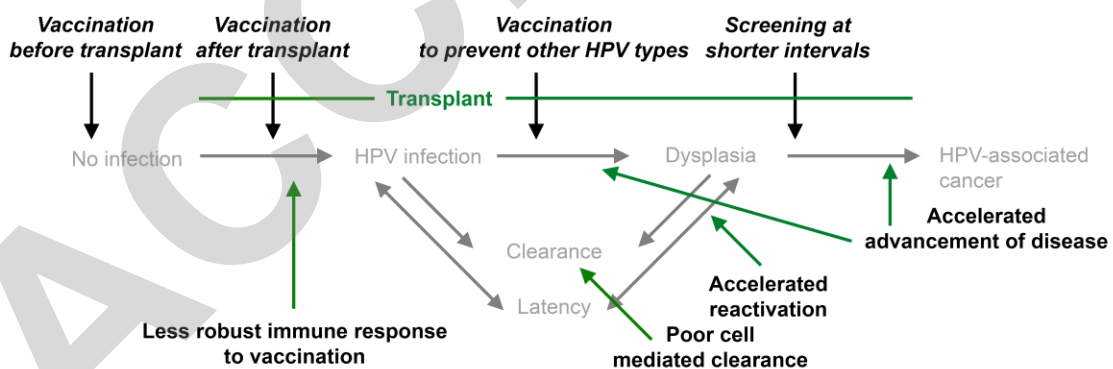 Vaccination
before transplant
Vaccination
after transplant
Vaccination
to prevent other HPV types
Screening at
shorter intervals
Transplant
No infection
HPV infection
Dysplasia
HPV-associated
cancer
Accelerated
advancement of disease
Clearance
Latency
Accelerated
reactivation
Less robust immune response
to vaccination
Poor cell
mediated clearance
ACC